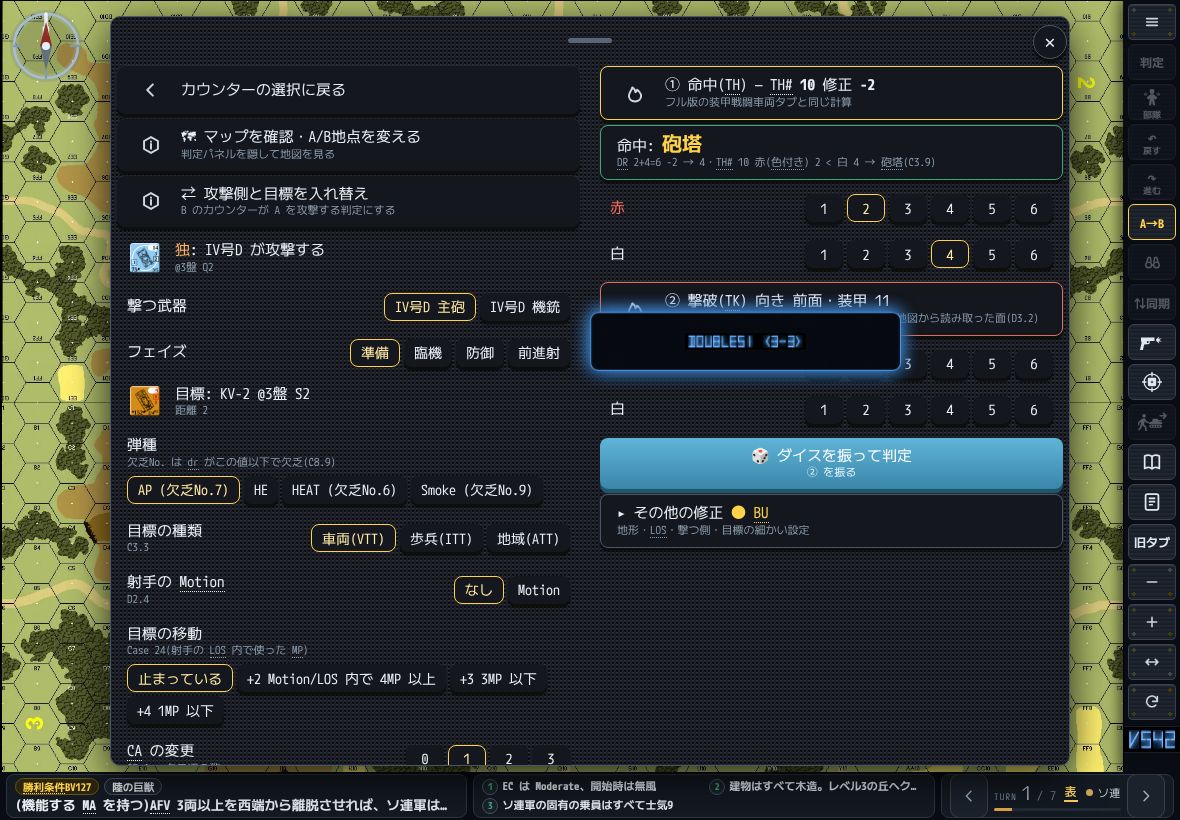 カウンターの選択に戻る
🗺 マップを確認・A/B地点を変える
判定パネルを隠して地図を見る
⇄ 攻撃側と目標を入れ替え
B のカウンターが A を攻撃する判定にする
独: IV号D が攻撃する
@3盤 Q2
撃つ武器
IV号D 主砲 IV号D 機銃
フェイズ
準備 臨機 防御 前進射
目標: KV-2 @3盤 S2
距離 2
弾種
欠乏No. は dr がこの値以下で欠乏(C8.9)
AP (欠乏No.7) HE HEAT (欠乏No.6) Smoke (欠乏No.9)
目標の種類
C3.3
車両(VTT) 歩兵(ITT) 地域(ATT)
射手の Motion
D2.4
なし Motion
目標の移動
Case 24(射手の LOS 内で使った MP)
止まっている +2 Motion/LOS 内で 4MP 以上 +3 3MP 以下
+4 1MP 以下
CA の変更
0 1 2 3
① 命中(TH) — TH# 10 修正 -2
フル版の装甲戦闘車両タブと同じ計算
命中: 砲塔
DR 2+4=6 -2 → 4・TH# 10 赤(色付き) 2 < 白 4 → 砲塔(C3.9)
赤 1 2 3 4 5 6
白 1 2 3 4 5 6
② 撃破(TK) 向き 前面・装甲 11
地図から読み取った面(D3.2)
DOUBLES! (3-3)
3 4 5 6
白 1 2 3 4 5 6
🎲 ダイスを振って判定
② を振る
▸ その他の修正 BU
地形・LOS・撃つ側・目標の細かい設定
判定
部隊
戻す
進む
A→B
⇅同期
旧タブ
−
+
V542
2
3
勝利条件BV127 陸の巨獣
(機能する MA を持つ)AFV 3両以上を西端から離脱させれば、ソ連軍は…
1 EC は Moderate、開始時は無風
2 建物はすべて木造。レベル3の丘へク…
3 ソ連軍の固有の乗員はすべて士気9
TURN 1 / 7 表 ソ連